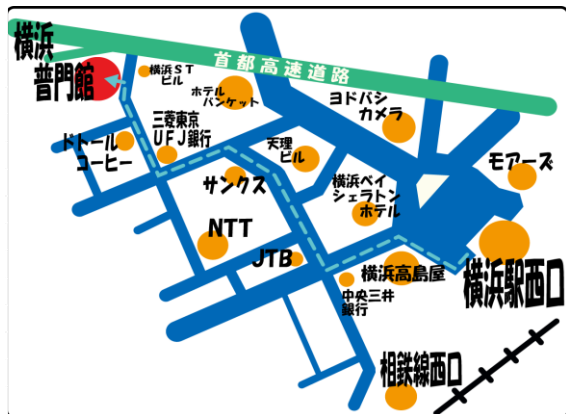 首都高速道路
横浜
普門館
横浜ST
ビル
ホテル
バンケット
ヨドバシ
カメラ
三菱東京
UFJ銀行
ドトール
コーヒー
天理
ビル
モアーズ
サンクス
横浜ベイ
シェラトン
ホテル
NTT
JTB
横浜高島屋
横浜駅西口
中央三井
銀行
相鉄線西口